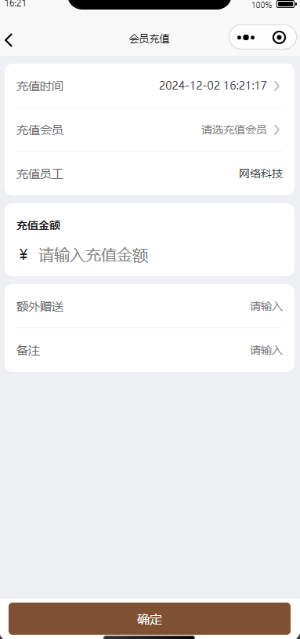 16:21
100%
会员充值
充值时间 2024-12-02 16:21:17
充值会员 请选充值会员
充值员工 网络科技
充值金额
¥ 请输入充值金额
额外赠送 请输入
备注 请输入
确定